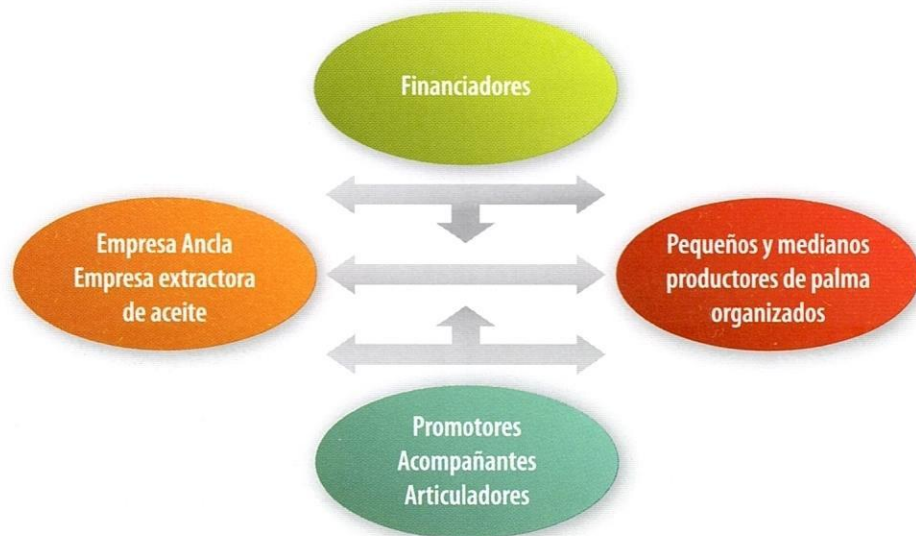 Financiadores
Empresa Ancla
Empresa extractora
de aceite
Pequeños y medianos
productores de palma
organizados
Promotores
Acompañantes
Articuladores